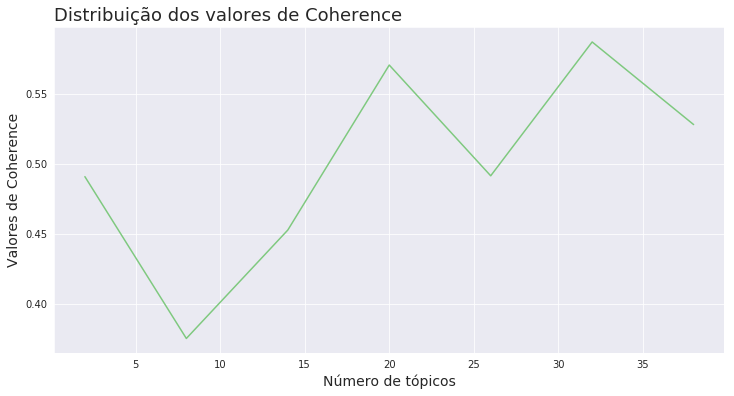 Distribuição dos valores de Coherence
Valores de Coherence
0.55
0.50
0.45
0.40
5 10 15 20 25 30 35
Número de tópicos